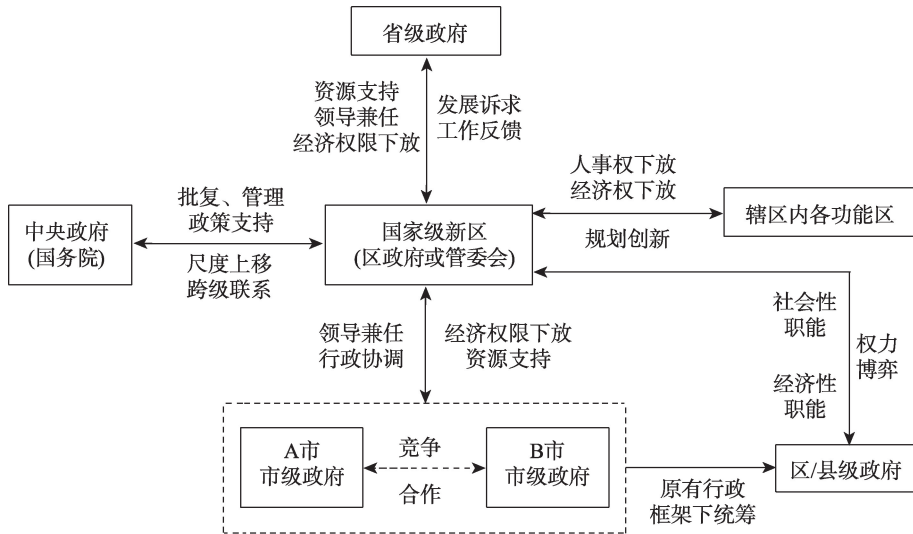 省级政府
资源支持
领导兼任
经济权限下放
发展诉求
工作反馈
人事权下放
经济权下放
批复、管理
政策支持
中央政府
(国务院)
国家级新区
(区政府或管委会)
辖区内各功能区
规划创新
尺度上移
跨级联系
社会性
职能
领导兼任
行政协调
经济权限下放
资源支持
权力
博弈
经济性
职能
A市
市级政府
竞争
合作
B市
市级政府
区/县级政府
原有行政
框架下统筹